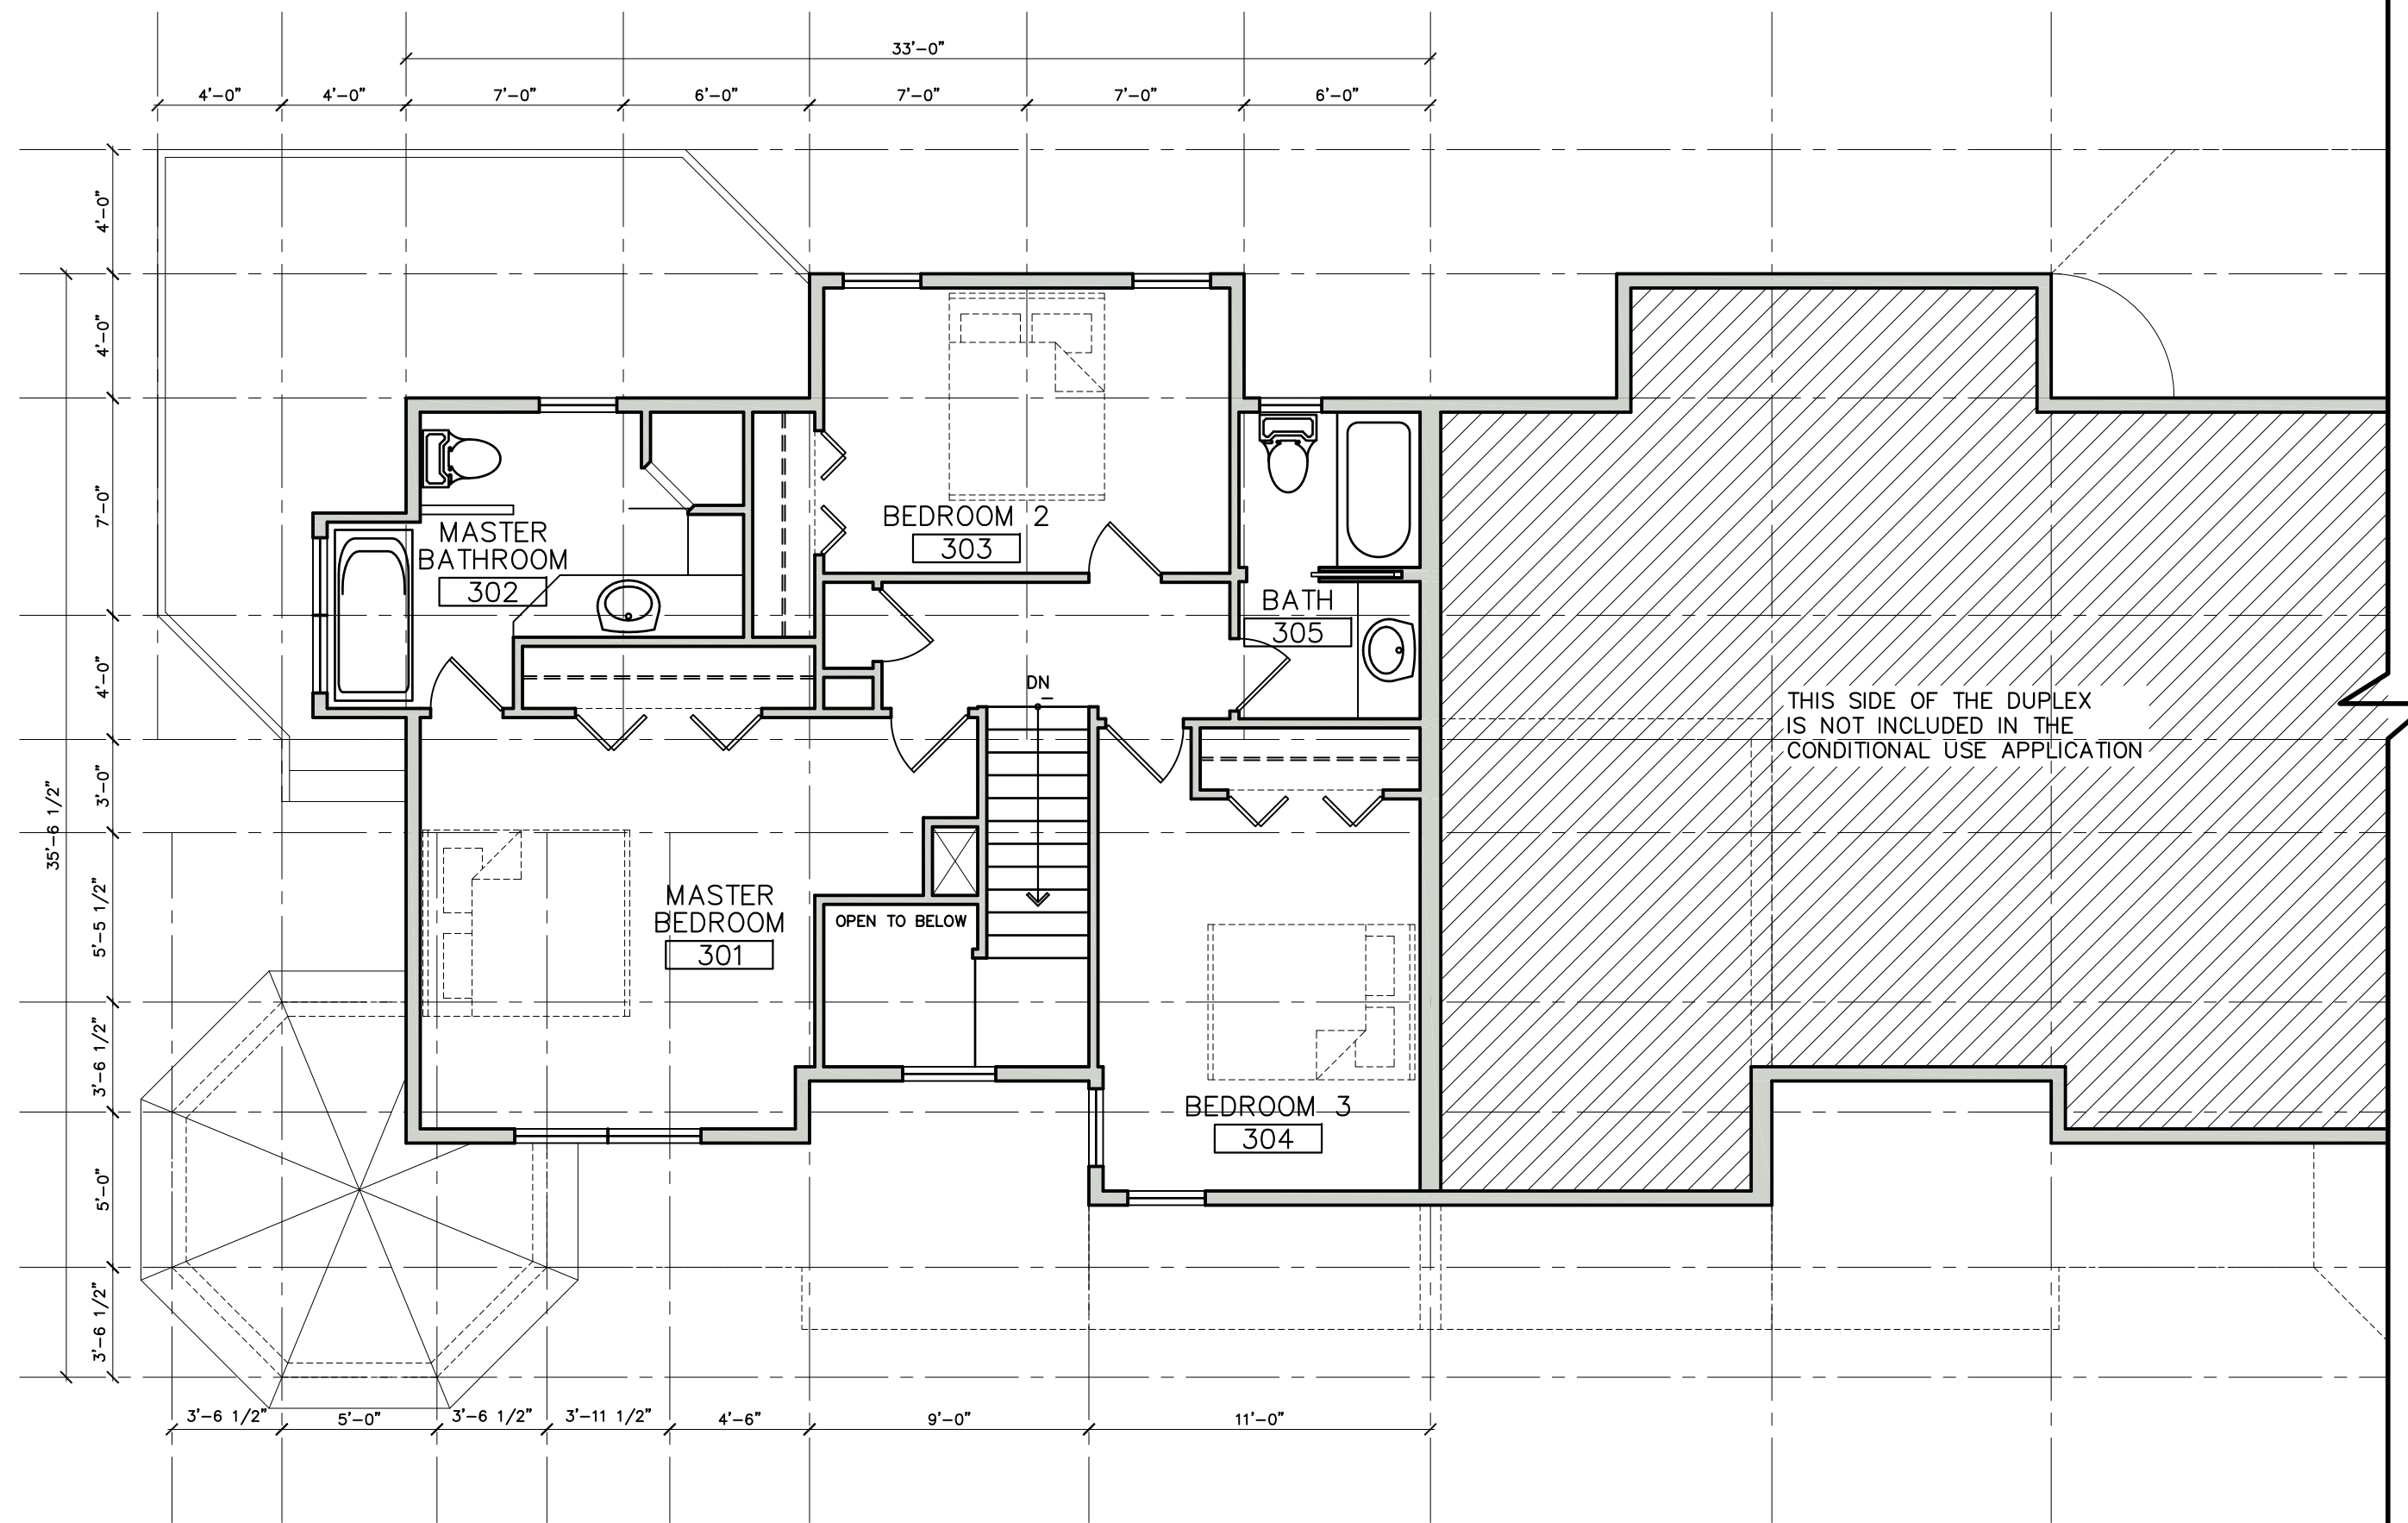 33'-0"
4'-0"
4'-0"
7'-0"
6'-0"
7'-0"
7'-0"
6'-0"
4'-0"
4'-0"
7'-0"
4'-0"
3'-0"
35'-6 1/2"
5'-5 1/2"
3'-6 1/2"
5'-0"
3'-6 1/2"
MASTER
BATHROOM
302
BEDROOM 2
303
BATH
305
DN
THIS SIDE OF THE DUPLEX
IS NOT INCLUDED IN THE
CONDITIONAL USE APPLICATION
MASTER
BEDROOM
301
OPEN TO BELOW
BEDROOM 3
304
3'-6 1/2"
5'-0"
3'-6 1/2"
3'-11 1/2"
4'-6"
9'-0"
11'-0"